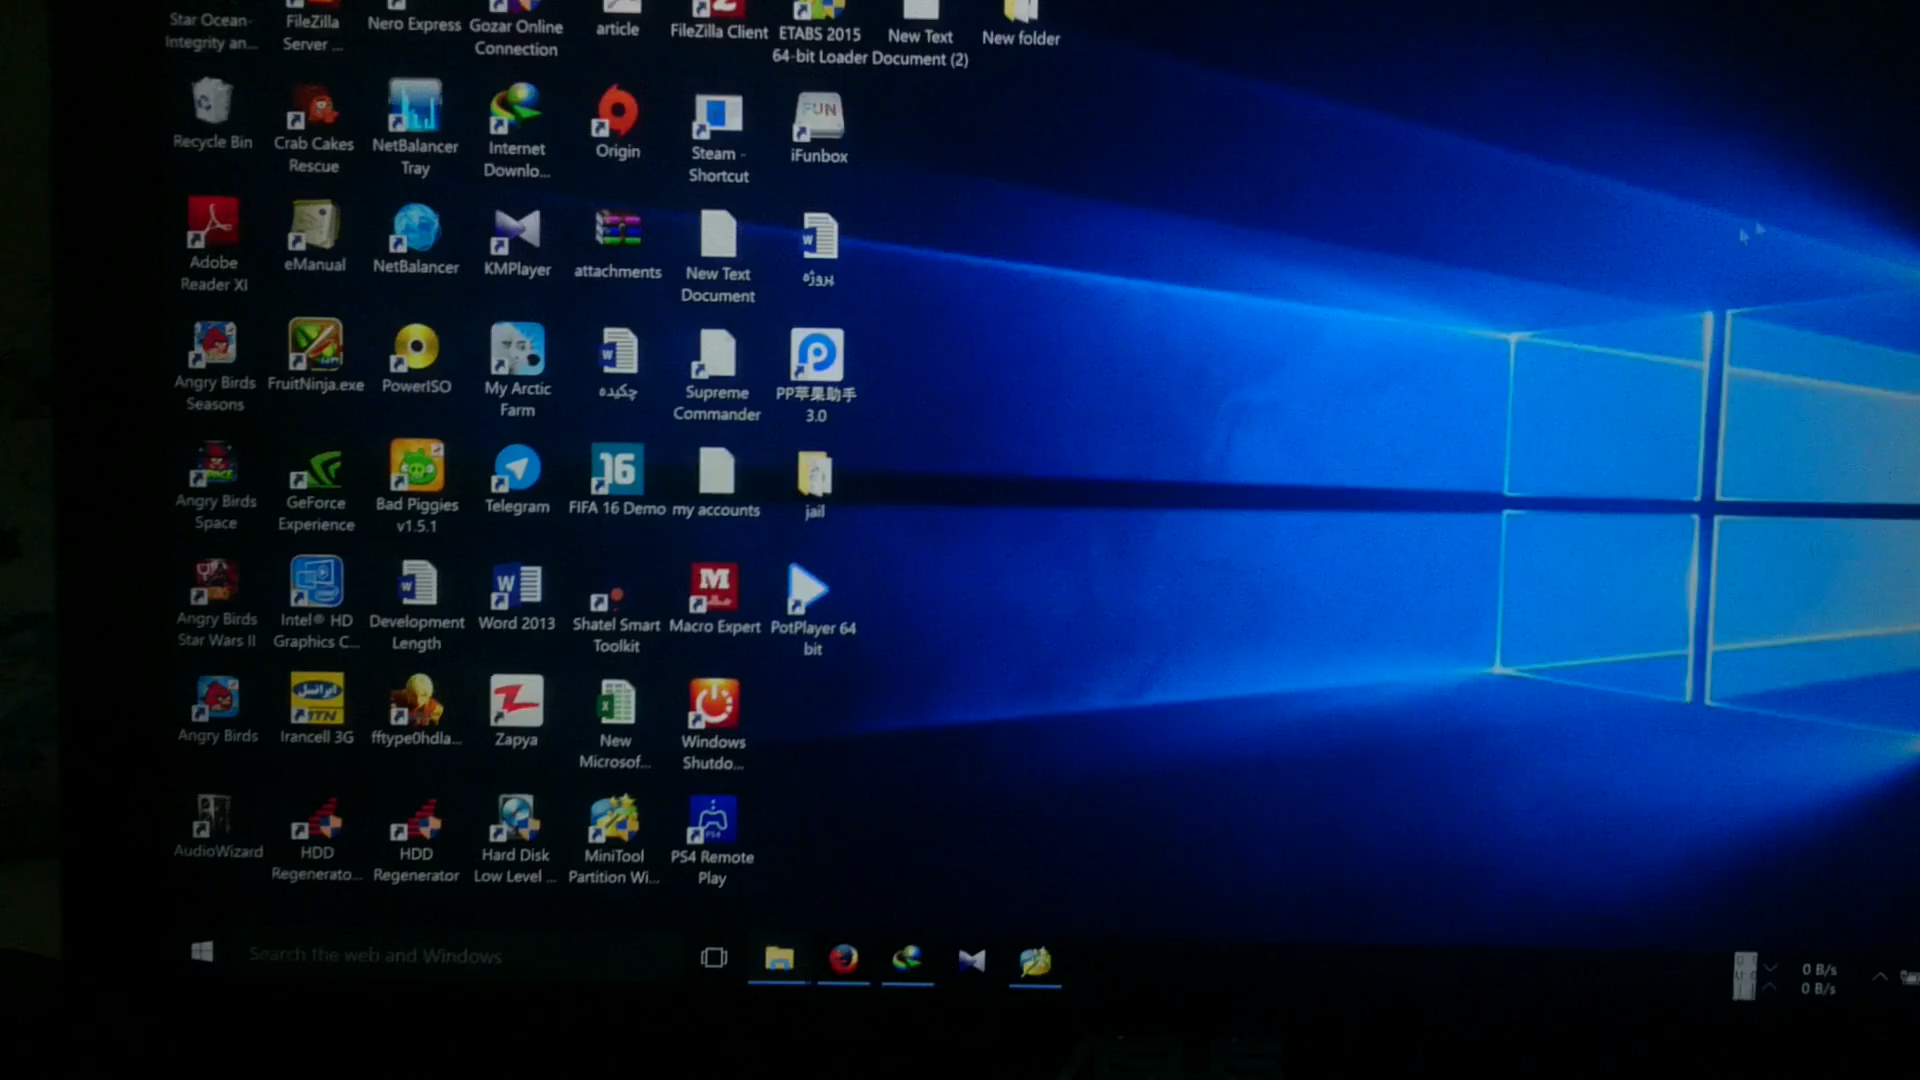 Star Ocean-
Integrity an...
FileZilla
Server ...
Nero Express
Gozar Online
Connection
article
FileZilla Client
ETABS 2015
64-bit Loader
New Text
Document (2)
New folder
Recycle Bin
Crab Cakes
Rescue
NetBalancer
Tray
Internet
Downlo...
Origin
Steam -
Shortcut
FUN
iFunbox
Adobe
Reader XI
eManual
NetBalancer
KMPlayer
attachments
New Text
Document
پروژه
Angry Birds
Seasons
FruitNinja.exe
PowerISO
My Arctic
Farm
چکیده
Supreme
Commander
PP苹果助手
3.0
Angry Birds
Space
GeForce
Experience
Bad Piggies
v1.5.1
Telegram
16
FIFA 16 Demo
my accounts
jail
Angry Birds
Star Wars II
Intel® HD
Graphics C...
Development
Length
Word 2013
Shatel Smart
Toolkit
M
Macro Expert
PotPlayer 64
bit
Angry Birds
ایرانسل
MTN
Irancell 3G
fftype0hdla...
Zapya
New
Microsof...
Windows
Shutdo...
AudioWizard
HDD
Regenerato...
HDD
Regenerator
Hard Disk
Low Level ...
MiniTool
Partition Wi...
PS4
PS4 Remote
Play
Search the web and Windows
0 B/s
0 B/s